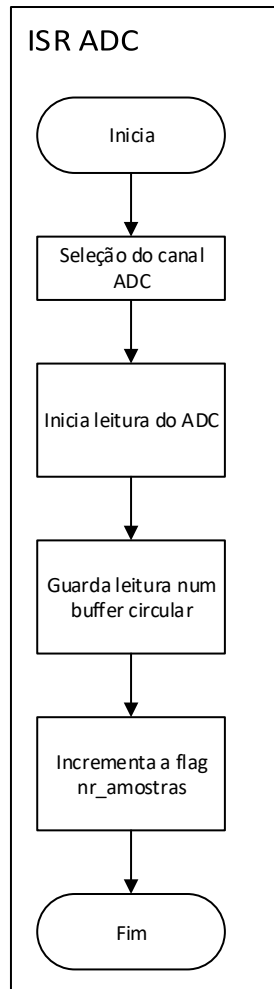 ISR ADC
Inicia
Seleção do canal
ADC
Inicia leitura do ADC
Guarda leitura num
buffer circular
Incrementa a flag
nr_amostras
Fim